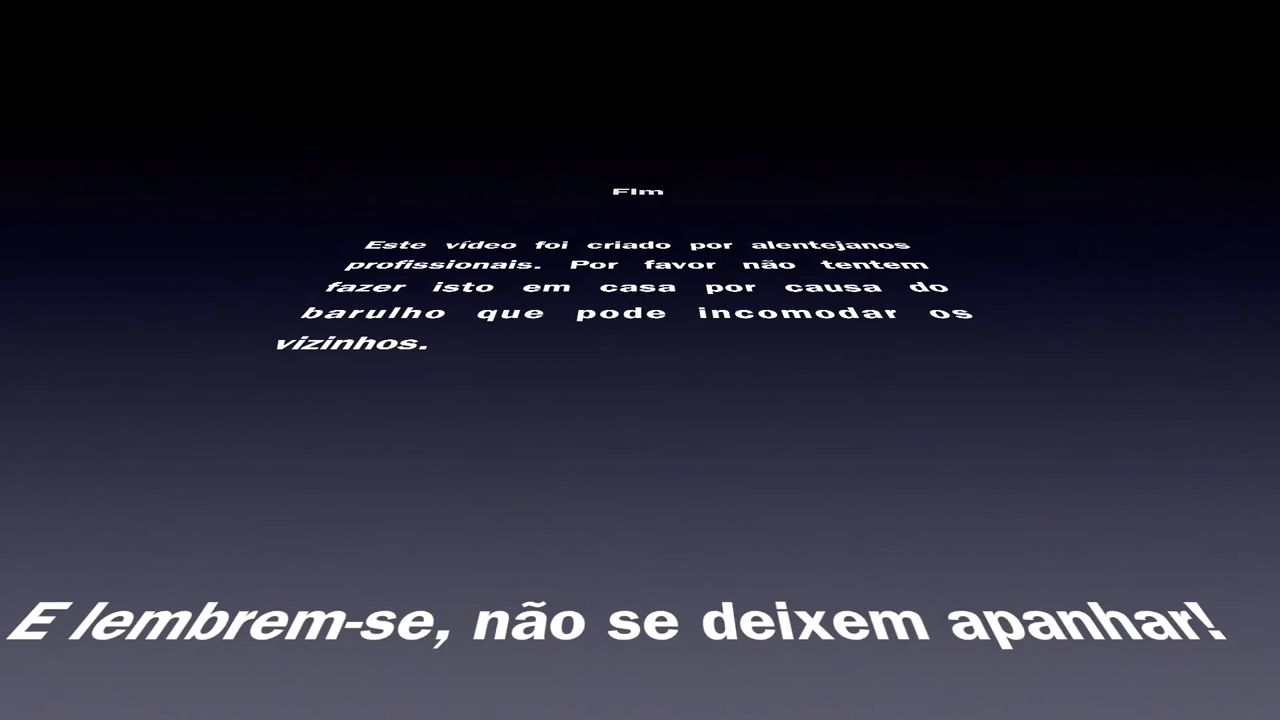 FIm
Este vídeo foi criado por alentejanos
profissionais. Por favor não tentem
fazer isto em casa por causa do
barulho que pode incomodar os
vizinhos.
E lembrem-se, não se deixem apanhar!